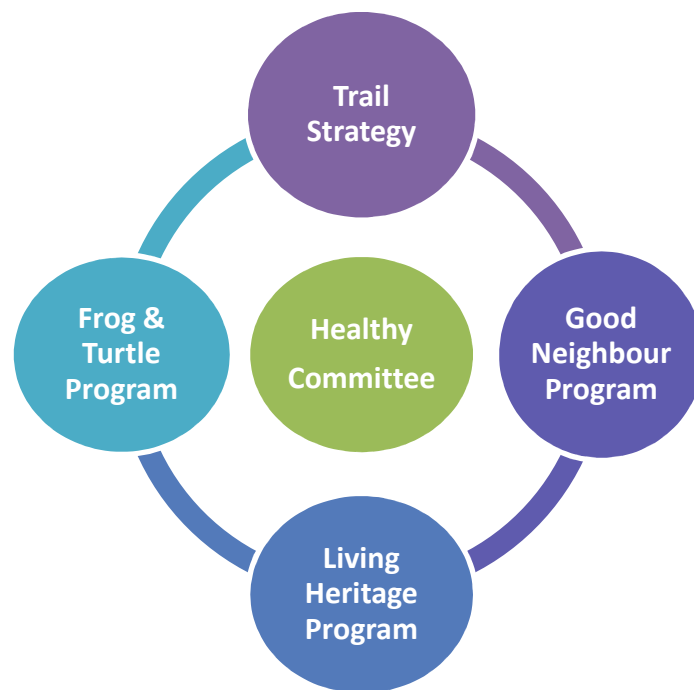 Trail
Strategy
Frog &
Turtle
Program
Healthy
Committee
Good
Neighbour
Program
Living
Heritage
Program